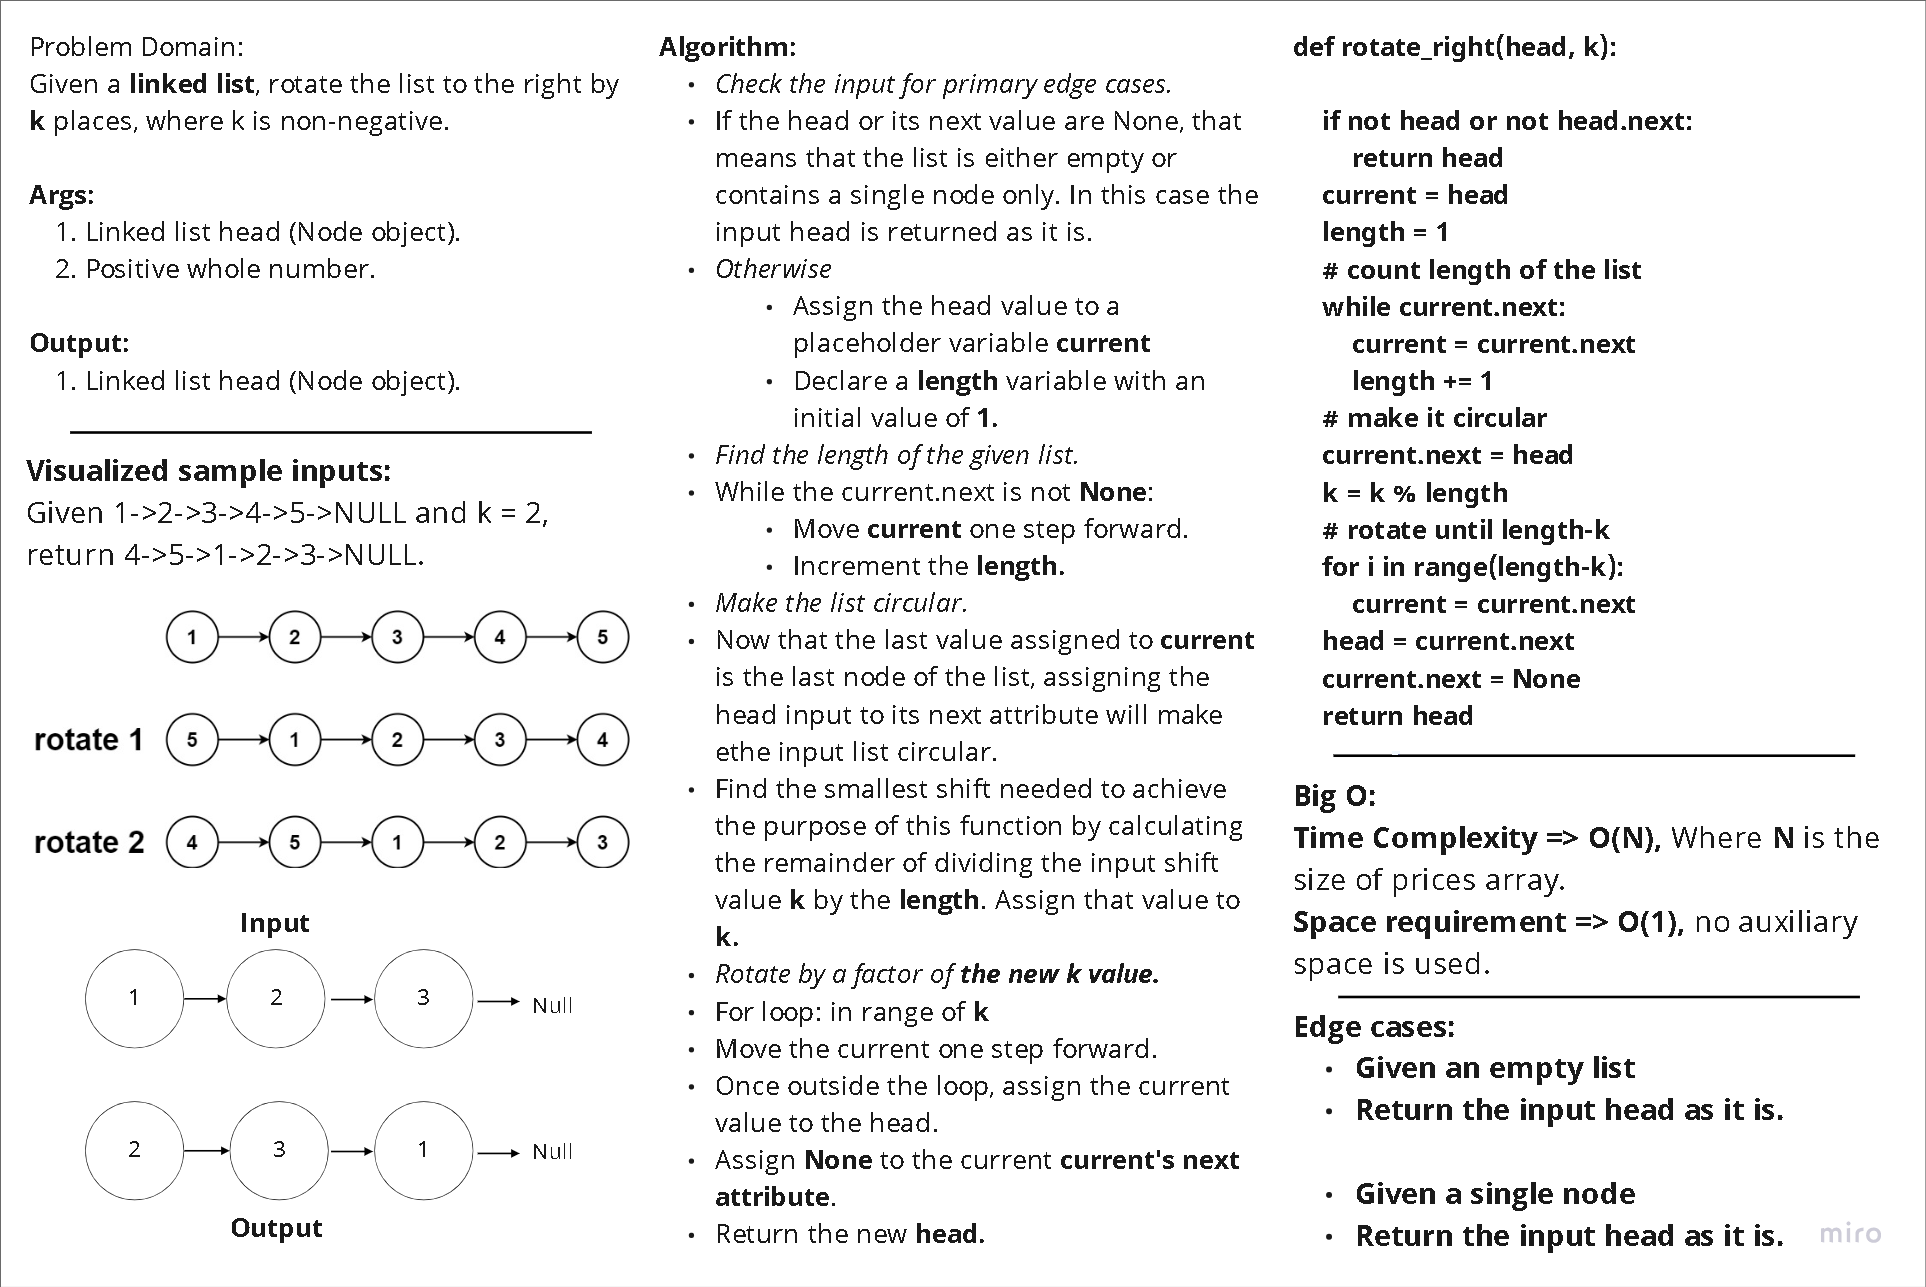 Problem Domain:
Given a linked list, rotate the list to the right by
k places, where k is non-negative.
Args:
1. Linked list head (Node object).
2. Positive whole number.
Output:
1. Linked list head (Node object).
Visualized sample inputs:
Given 1->2->3->4->5->NULL and k = 2,
return 4->5->1->2->3->NULL.
1 2 3 4 5
rotate 1 5 1 2 3 4
rotate 2 4 5 1 2 3
Input
1 2 3 Null
2 3 1 Null
Output
Algorithm:
• Check the input for primary edge cases.
• If the head or its next value are None, that
means that the list is either empty or
contains a single node only. In this case the
input head is returned as it is.
• Otherwise
• Assign the head value to a
placeholder variable current
• Declare a length variable with an
initial value of 1.
• Find the length of the given list.
• While the current.next is not None:
• Move current one step forward.
• Increment the length.
• Make the list circular.
• Now that the last value assigned to current
is the last node of the list, assigning the
head input to its next attribute will make
ethe input list circular.
• Find the smallest shift needed to achieve
the purpose of this function by calculating
the remainder of dividing the input shift
value k by the length. Assign that value to
k.
• Rotate by a factor of the new k value.
• For loop: in range of k
• Move the current one step forward.
• Once outside the loop, assign the current
value to the head.
• Assign None to the current current's next
attribute.
• Return the new head.
def rotate_right(head, k):
if not head or not head.next:
return head
current = head
length = 1
# count length of the list
while current.next:
current = current.next
length += 1
# make it circular
current.next = head
k = k % length
# rotate until length-k
for i in range(length-k):
current = current.next
head = current.next
current.next = None
return head
Big O:
Time Complexity => O(N), Where N is the
size of prices array.
Space requirement => O(1), no auxiliary
space is used.
Edge cases:
• Given an empty list
• Return the input head as it is.
• Given a single node
• Return the input head as it is.
miro